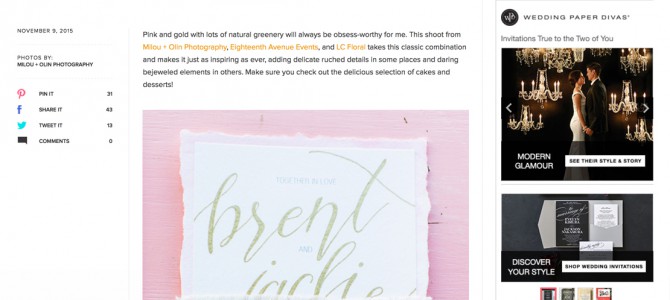 NOVEMBER 9, 2015
PHOTOS BY:
MILOU + OLIN PHOTOGRAPHY
PIN IT 31
SHARE IT 43
TWEET IT 13
COMMENTS 0
Pink and gold with lots of natural greenery will always be obsess-worthy for me. This shoot from
Milou + Olin Photography, Eighteenth Avenue Events, and LC Floral takes this classic combination
and makes it just as inspiring as ever, adding delicate ruched details in some places and daring
bejeweled elements in others. Make sure you check out the delicious selection of cakes and
desserts!
TOGETHER IN LOVE
brent
AND
jackie
WEDDING PAPER DIVAS
Invitations True to the Two of You
MODERN
GLAMOUR
SEE THEIR STYLE & STORY
DISCOVER
YOUR STYLE
SHOP WEDDING INVITATIONS